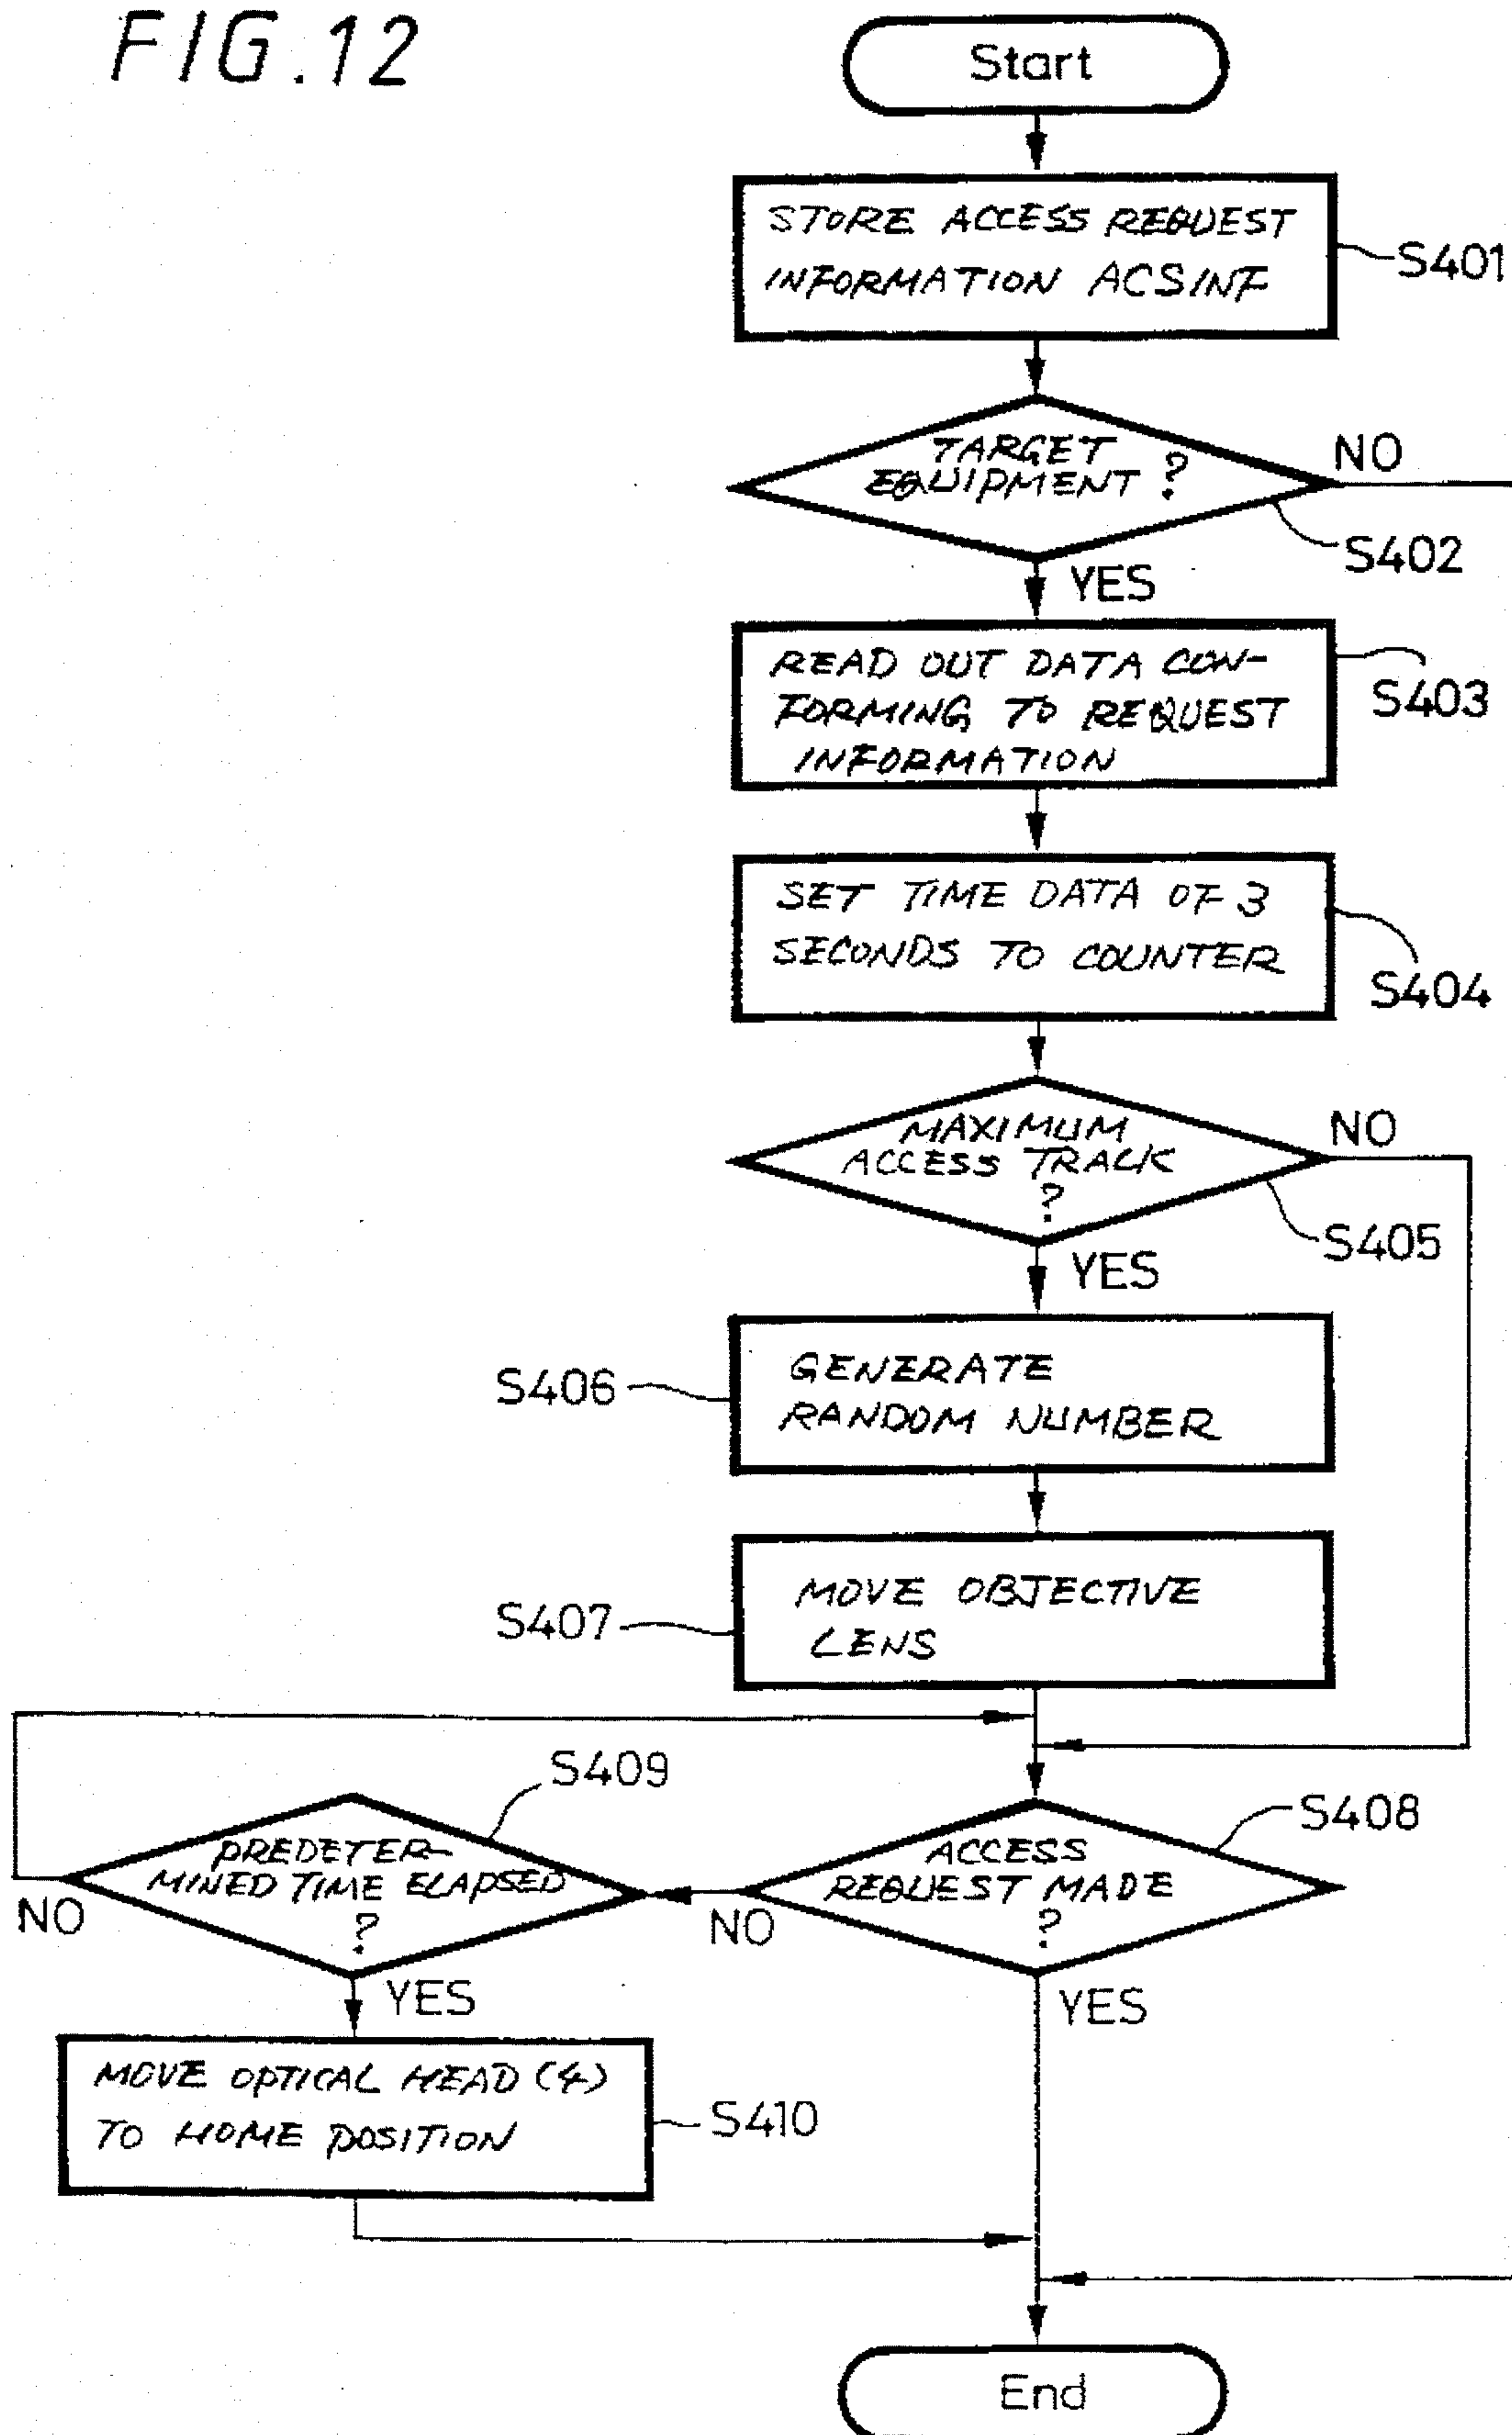 FIG.12
Start
STORE ACCESS REQUEST
INFORMATION ACSINF
S401
TARGET
EQUIPMENT ?
NO
S402
YES
READ OUT DATA CON-
FORMING TO REQUEST
INFORMATION
S403
SET TIME DATA OF 3
SECONDS TO COUNTER
S404
MAXIMUM
ACCESS TRACK
?
NO
S405
YES
GENERATE
RANDOM NUMBER
S406
MOVE OBJECTIVE
LENS
S407
S409
PREDETER-
MINED TIME ELAPSED
?
NO
S408
ACCESS
REQUEST MADE
?
NO
YES
YES
MOVE OPTICAL HEAD (4)
TO HOME POSITION
S410
End